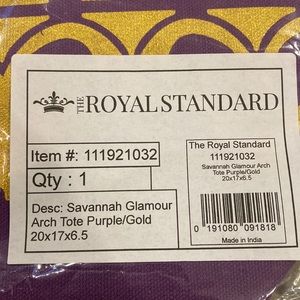 THE ROYAL STANDARD
Item #: 111921032
Qty : 1
Desc: Savannah Glamour
Arch Tote Purple/Gold
20x17x6.5
The Royal Standard
111921032
Savannah Glamour Arch
Tote Purple/Gold
20x17x6.5
0 191080 091818
Made in India